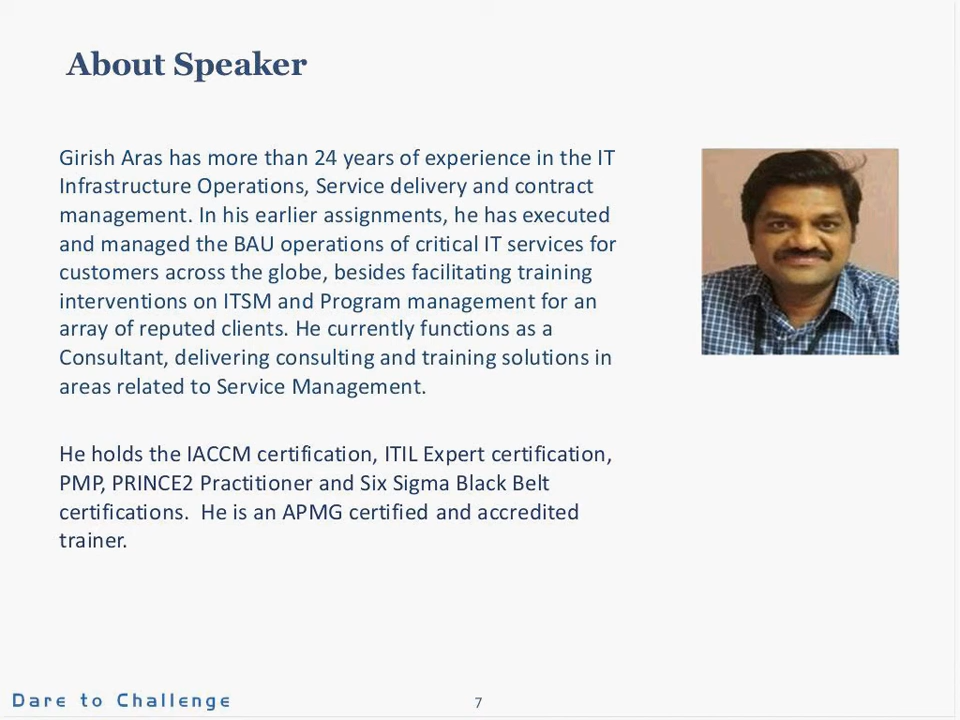 About Speaker
Girish Aras has more than 24 years of experience in the IT
Infrastructure Operations, Service delivery and contract
management. In his earlier assignments, he has executed
and managed the BAU operations of critical IT services for
customers across the globe, besides facilitating training
interventions on ITSM and Program management for an
array of reputed clients. He currently functions as a
Consultant, delivering consulting and training solutions in
areas related to Service Management.
He holds the IACCM certification, ITIL Expert certification,
PMP, PRINCE2 Practitioner and Six Sigma Black Belt
certifications. He is an APMG certified and accredited
trainer.
Dare to Challenge
7